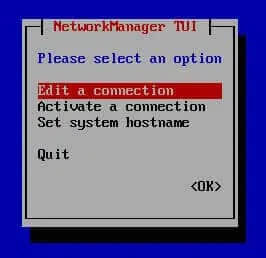 NetworkManager TUI
Please select an option
Edit a connection
Activate a connection
Set system hostname
Quit
<OK>